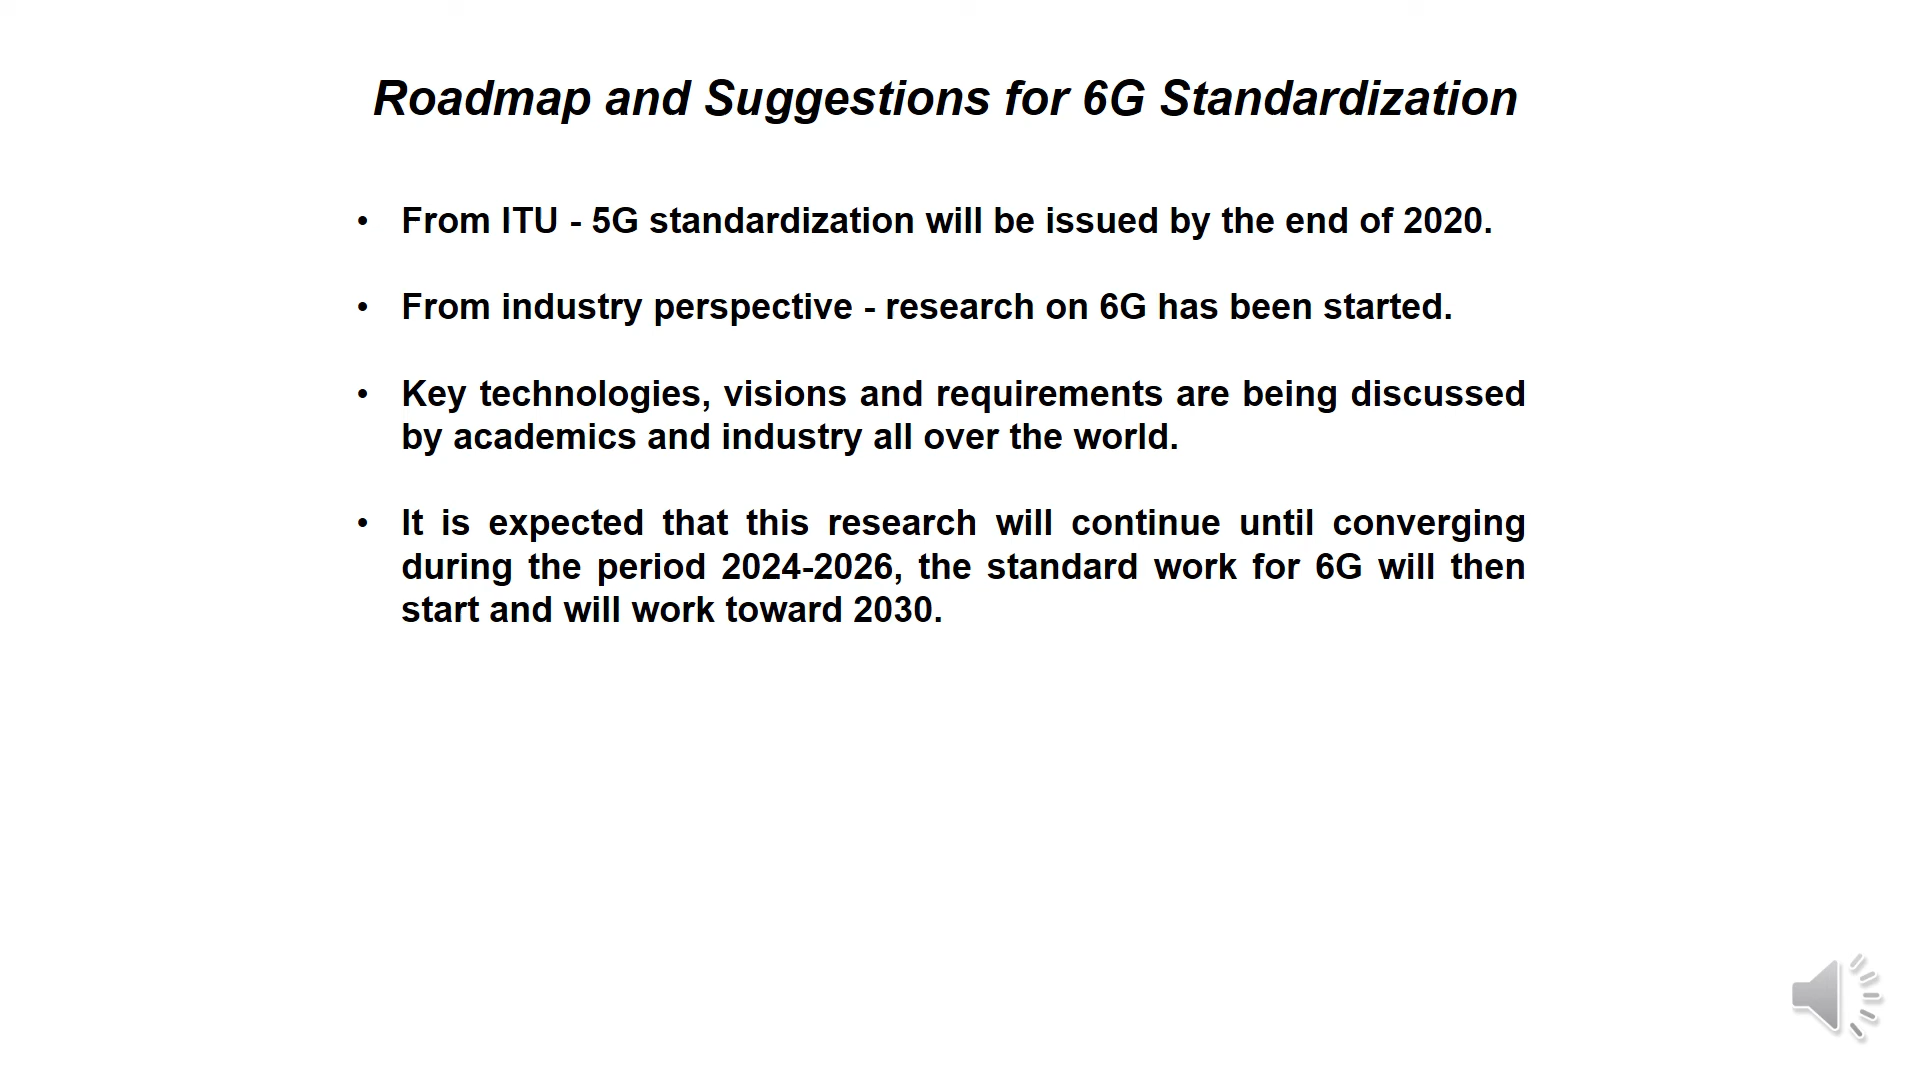 Roadmap and Suggestions for 6G Standardization
• From ITU - 5G standardization will be issued by the end of 2020.
• From industry perspective - research on 6G has been started.
• Key technologies, visions and requirements are being discussed
by academics and industry all over the world.
• It is expected that this research will continue until converging
during the period 2024-2026, the standard work for 6G will then
start and will work toward 2030.